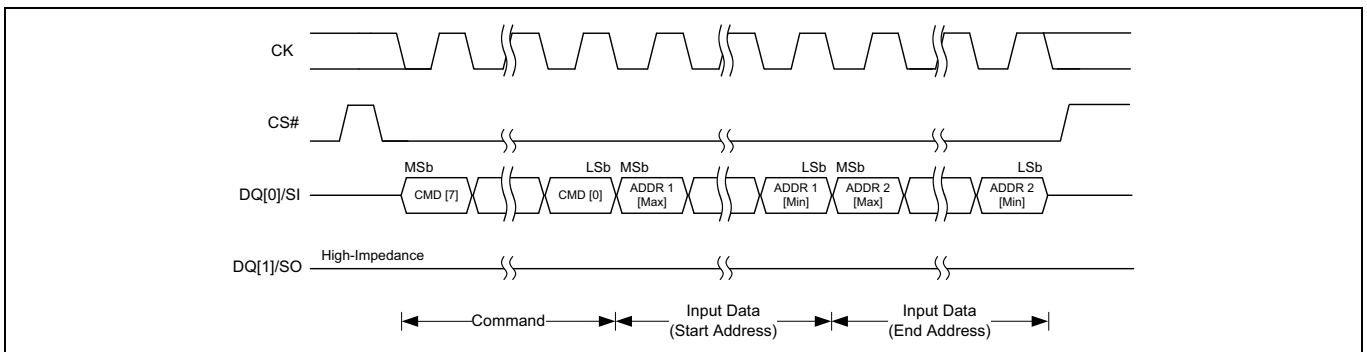 CK
CS#
MSb LSb MSb LSb MSb LSb
DQ[0]/SI CMD [7] CMD [0] ADDR 1 [Max] ADDR 1 [Min] ADDR 2 [Max] ADDR 2 [Min]
High-Impedance
DQ[1]/SO
Command
Input Data
(Start Address)
Input Data
(End Address)